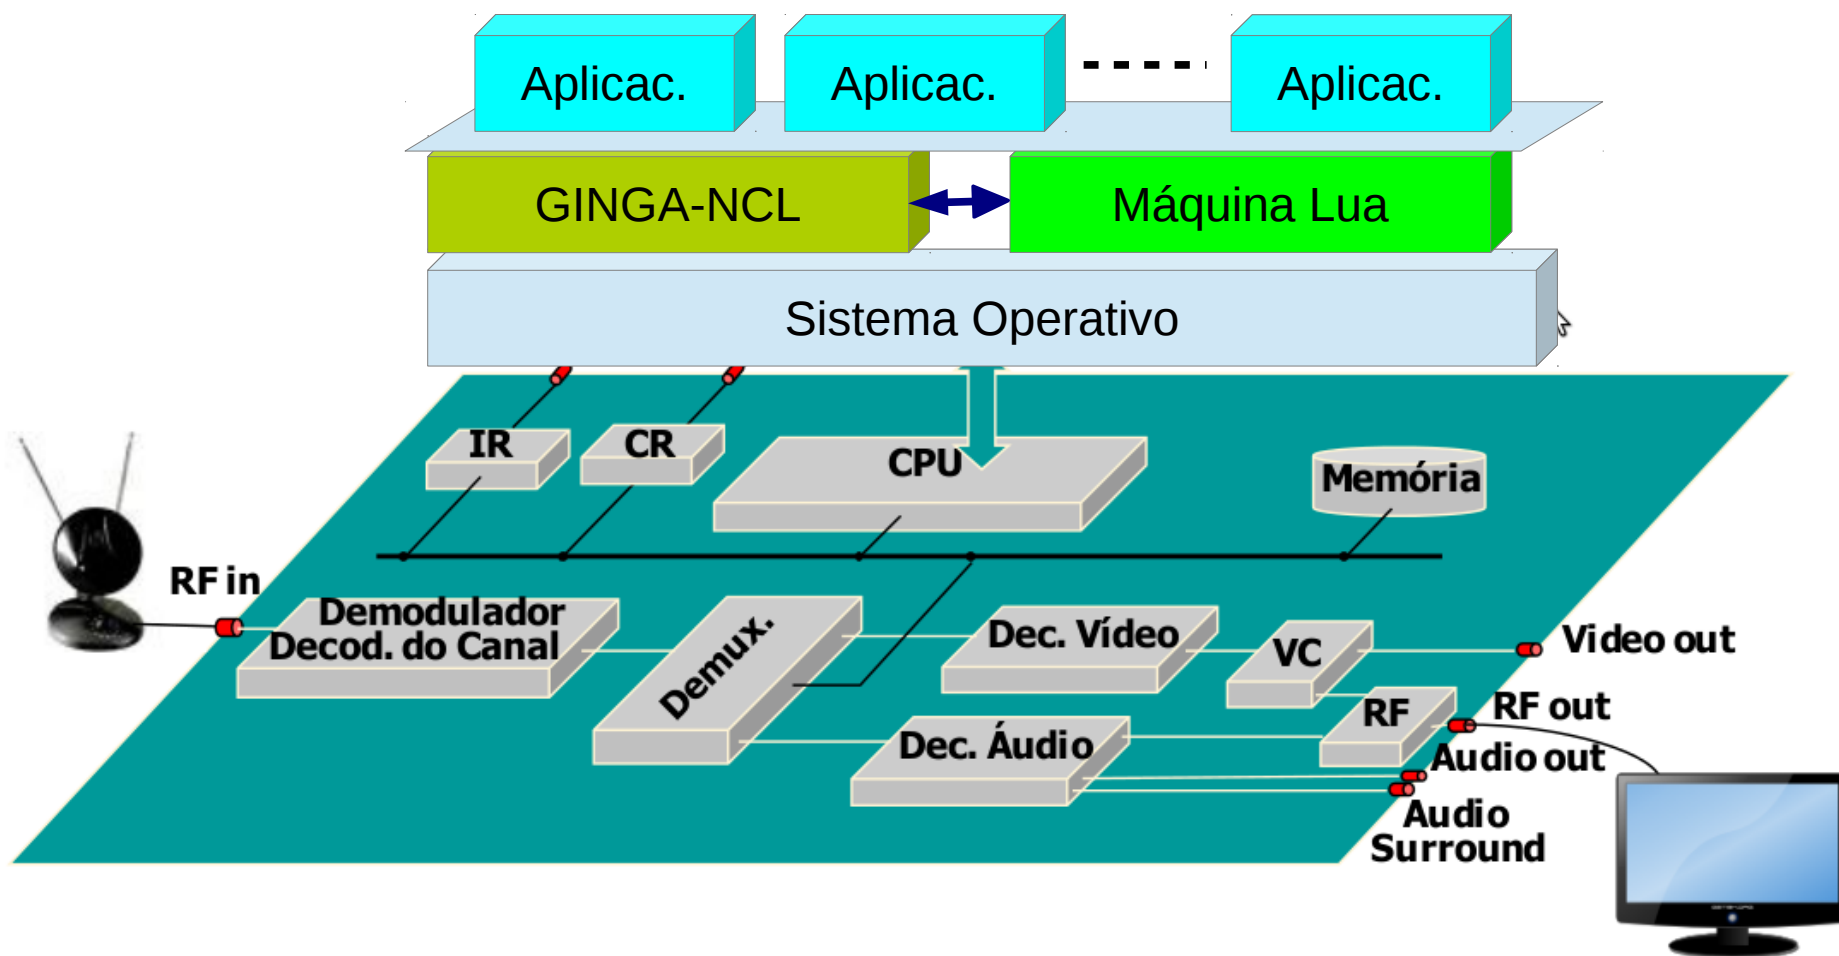 Aplicac.
Aplicac.
Aplicac.
GINGA-NCL
Máquina Lua
Sistema Operativo
IR
CR
CPU
Memória
RF in
Demodulador
Decod. do Canal
Demux.
Dec. Vídeo
VC
Video out
RF
RF out
Dec. Áudio
Audio out
Audio
Surround